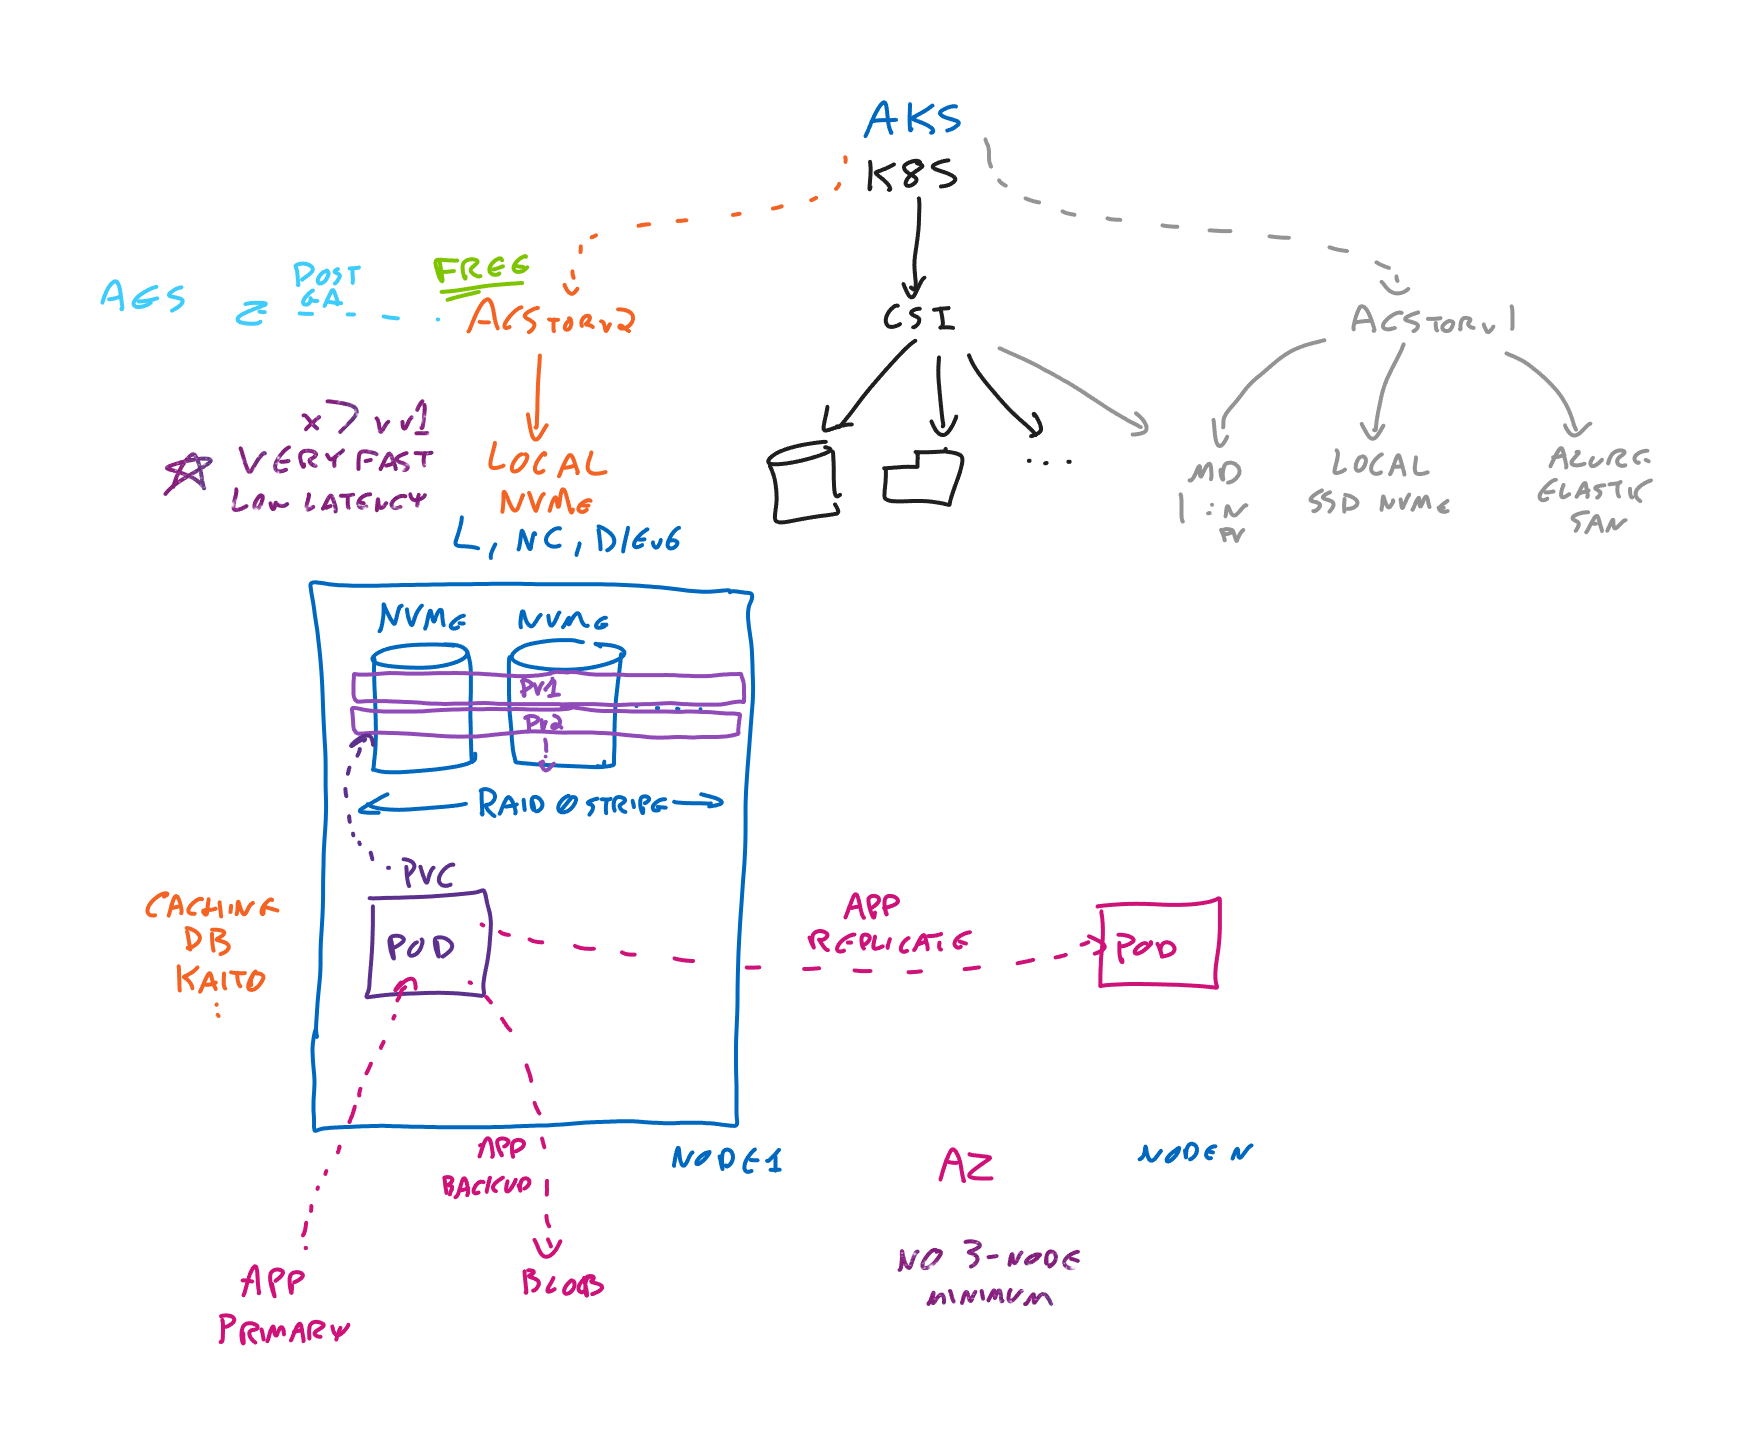 AKS
K8S
FREE
POST
GA
AES
ACSTORV2
CSI
ACSTORV1
x7 v v1
VERY FAST
LOW LATENCY
LOCAL
NVMe
L, NC, D/EV6
...
MD
1:N
PV
LOCAL
SSD NVMe
AZURE
ELASTIC
SAN
NVMe
NVMe
PV1
PV2
RAID 0 STRIPE
PVC
POD
CACHING
DB
KAITO
:
APP
REPLICATE
POD
APP
BACKUP
NODE1
AZ
NODE N
APP
PRIMARY
BLOB
NO 3-NODE
MINIMUM